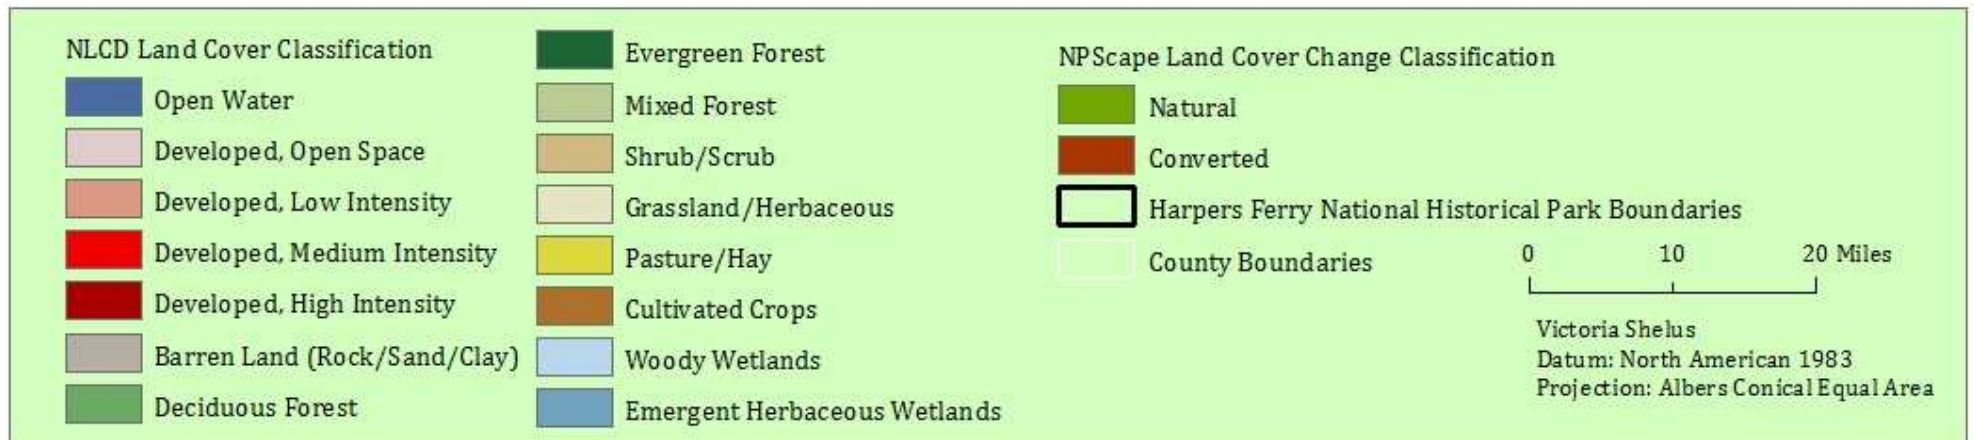 NLCD Land Cover Classification
Open Water
Developed, Open Space
Developed, Low Intensity
Developed, Medium Intensity
Developed, High Intensity
Barren Land (Rock/Sand/Clay)
Deciduous Forest
Evergreen Forest
Mixed Forest
Shrub/Scrub
Grassland/Herbaceous
Pasture/Hay
Cultivated Crops
Woody Wetlands
Emergent Herbaceous Wetlands
NPScape Land Cover Change Classification
Natural
Converted
Harpers Ferry National Historical Park Boundaries
County Boundaries
0 10 20 Miles
Victoria Shelus
Datum: North American 1983
Projection: Albers Conical Equal Area